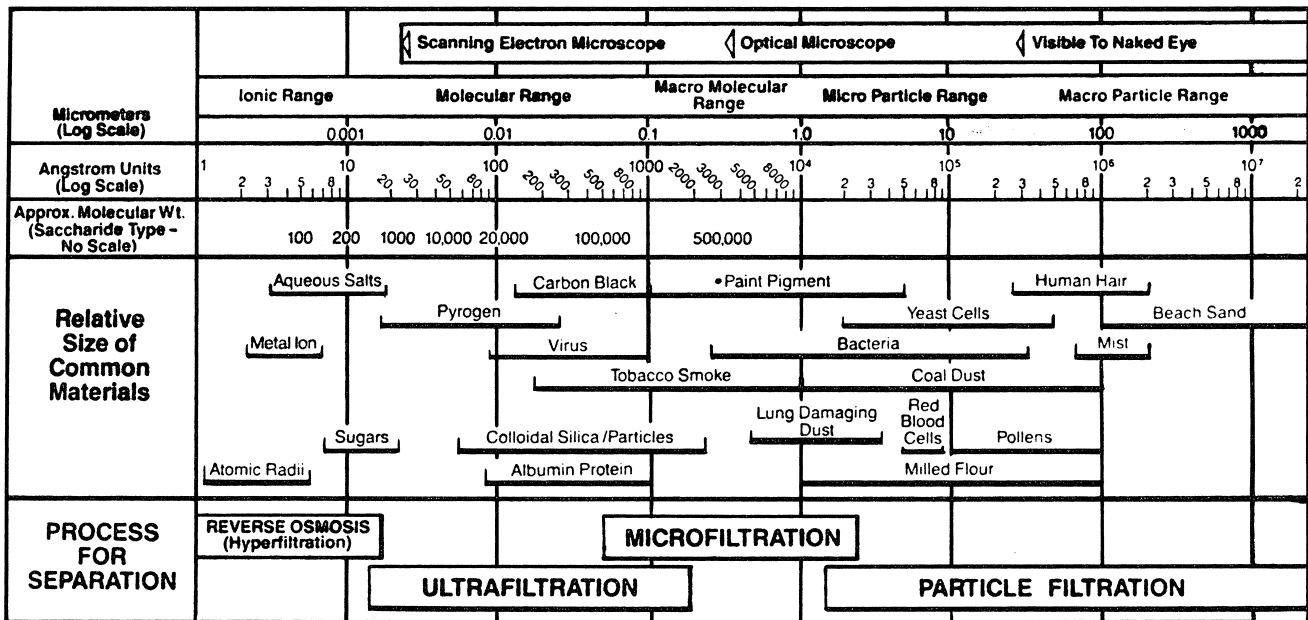 Scanning Electron Microscope
Optical Microscope
Visible To Naked Eye
Micrometers
(Log Scale)
Ionic Range
Molecular Range
Macro Molecular
Range
Micro Particle Range
Macro Particle Range
0.001 0.01 0.1 1.0 10 100 1000
Angstrom Units
(Log Scale)
1 10 100 1000 10⁴ 10⁵ 10⁶ 10⁷
2 3 5 8 20 30 50 80 200 300 500 800 2000 3000 5000 8000 2 3 5 8 2 3 5 8 2 3 5 8 2
Approx. Molecular Wt.
(Saccharide Type –
No Scale)
100 200 1000 10,000 20,000 100,000 500,000
Relative
Size of
Common
Materials
Aqueous Salts
Carbon Black
Paint Pigment
Human Hair
Pyrogen
Yeast Cells
Beach Sand
Metal Ion
Virus
Bacteria
Mist
Tobacco Smoke
Coal Dust
Lung Damaging
Dust
Red
Blood
Cells
Sugars
Colloidal Silica/Particles
Pollens
Atomic Radii
Albumin Protein
Milled Flour
PROCESS
FOR
SEPARATION
REVERSE OSMOSIS
(Hyperfiltration)
MICROFILTRATION
ULTRAFILTRATION
PARTICLE FILTRATION